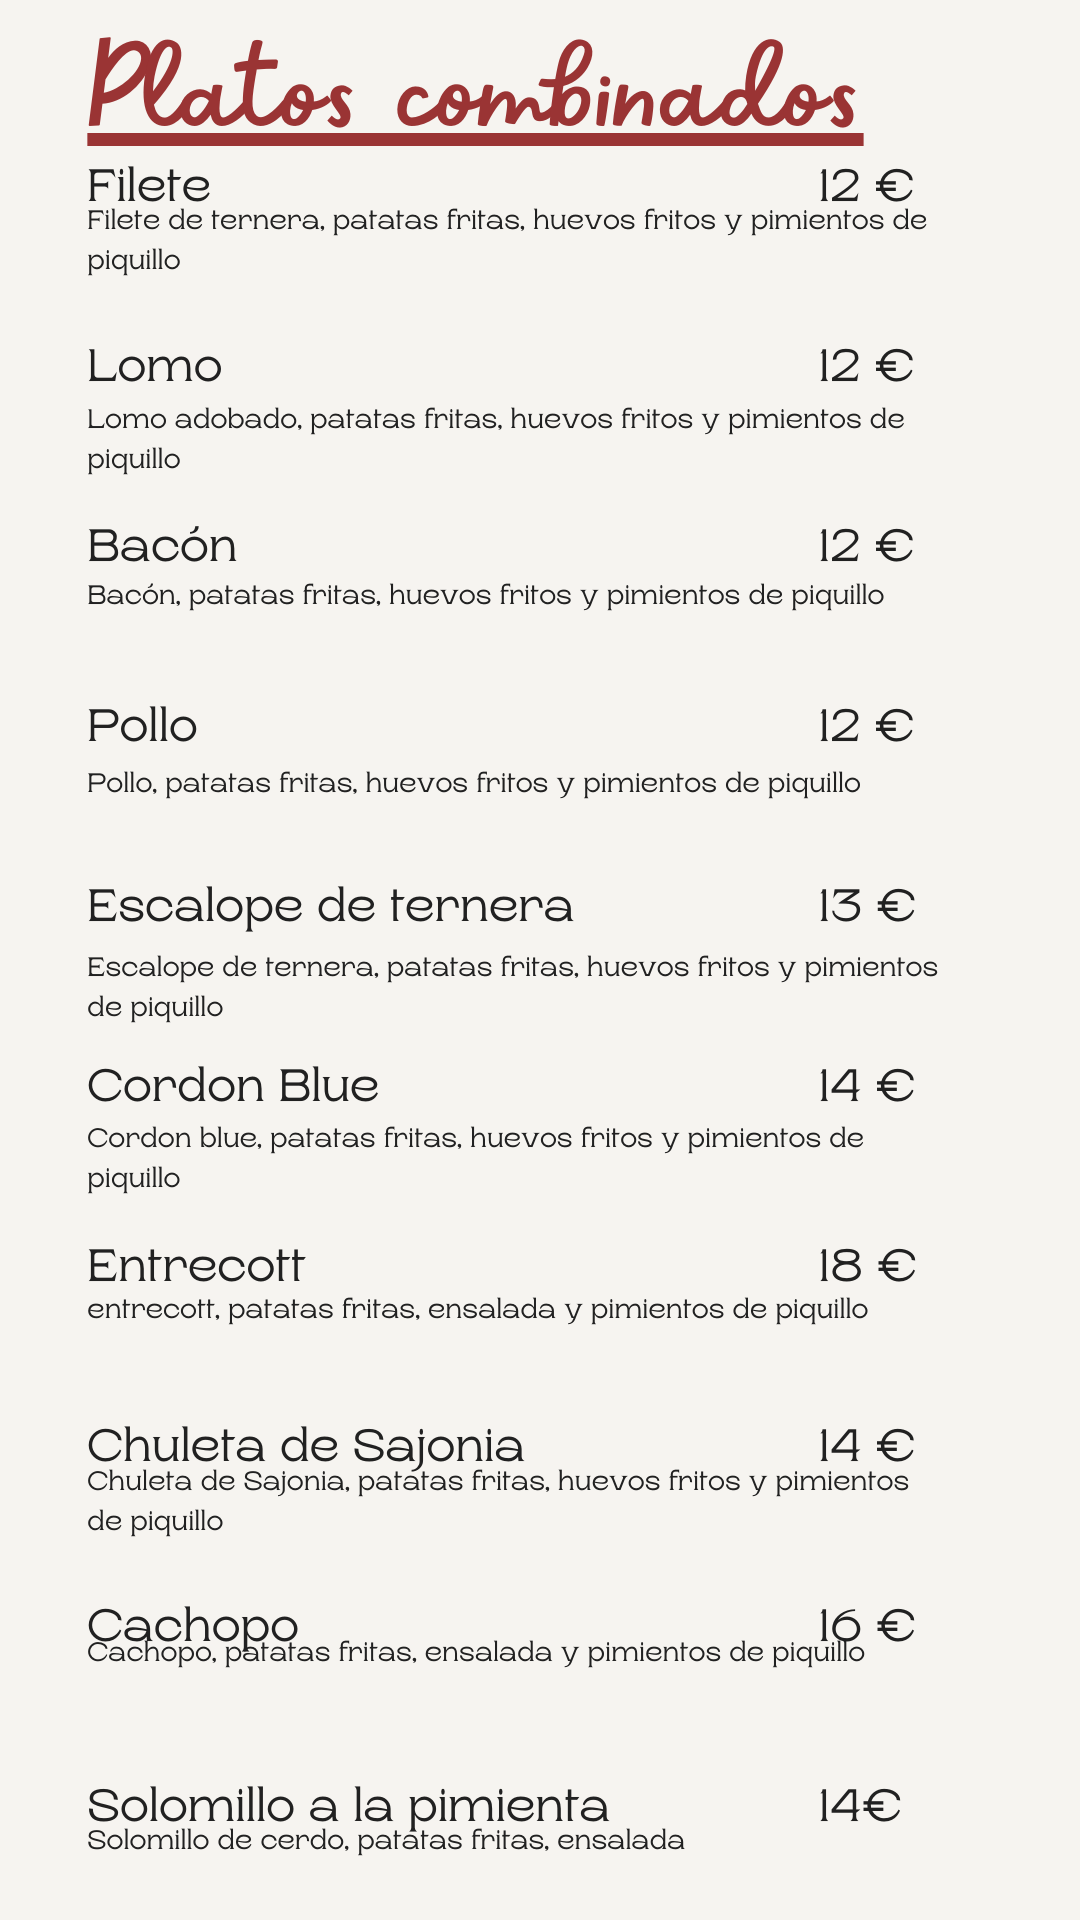 Platos combinados
Filete 12 €
Filete de ternera, patatas fritas, huevos fritos y pimientos de
piquillo
Lomo 12 €
Lomo adobado, patatas fritas, huevos fritos y pimientos de
piquillo
Bacón 12 €
Bacón, patatas fritas, huevos fritos y pimientos de piquillo
Pollo 12 €
Pollo, patatas fritas, huevos fritos y pimientos de piquillo
Escalope de ternera 13 €
Escalope de ternera, patatas fritas, huevos fritos y pimientos
de piquillo
Cordon Blue 14 €
Cordon blue, patatas fritas, huevos fritos y pimientos de
piquillo
Entrecott 18 €
entrecott, patatas fritas, ensalada y pimientos de piquillo
Chuleta de Sajonia 14 €
Chuleta de Sajonia, patatas fritas, huevos fritos y pimientos
de piquillo
Cachopo 16 €
Cachopo, patatas fritas, ensalada y pimientos de piquillo
Solomillo a la pimienta 14€
Solomillo de cerdo, patatas fritas, ensalada